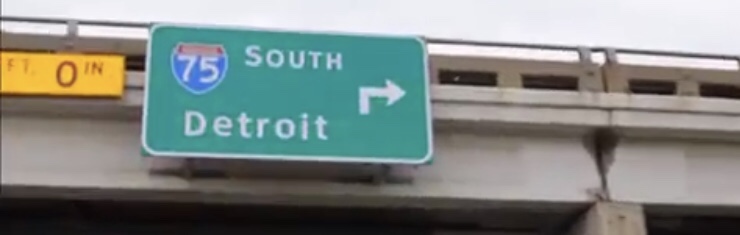 FT. 0 IN
75 SOUTH
Detroit